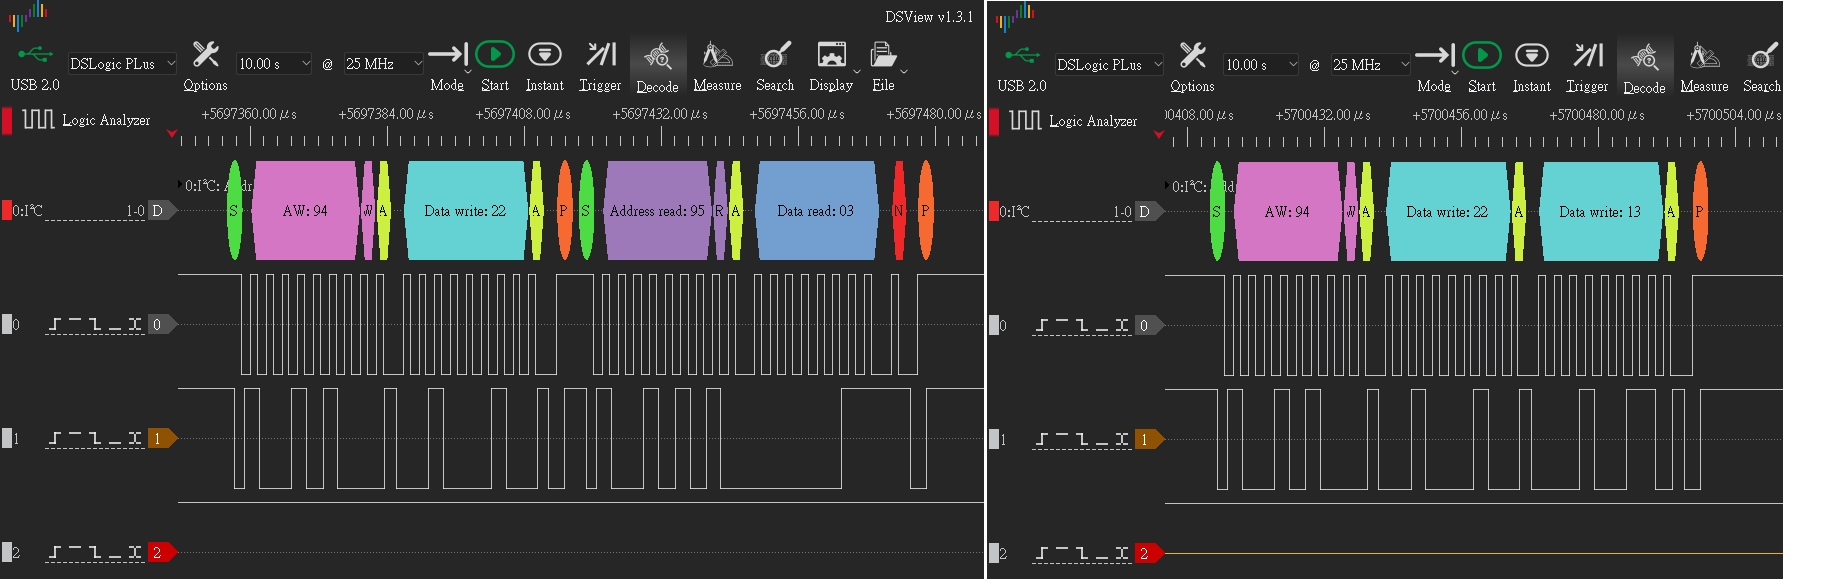 DSView v1.3.1
USB 2.0
DSLogic PLus
Options
10.00 s
@
25 MHz
Mode
Start
Instant
Trigger
Decode
Measure
Search
Display
File
Logic Analyzer
+5697360.00 μs
+5697384.00 μs
+5697408.00 μs
+5697432.00 μs
+5697456.00 μs
+5697480.00 μs
0:I²C:
0:I²C
1-0
D
S
AW: 94
W
A
Data write: 22
A
P
S
Address read: 95
R
A
Data read: 03
N
P
0
0
1
1
2
2
USB 2.0
DSLogic PLus
Options
10.00 s
@
25 MHz
Mode
Start
Instant
Trigger
Decode
Measure
Search
Logic Analyzer
00408.00 μs
+5700432.00 μs
+5700456.00 μs
+5700480.00 μs
+5700504.00 μs
0:I²C:
0:I²C
1-0
D
S
AW: 94
W
A
Data write: 22
A
Data write: 13
A
P
0
0
1
1
2
2